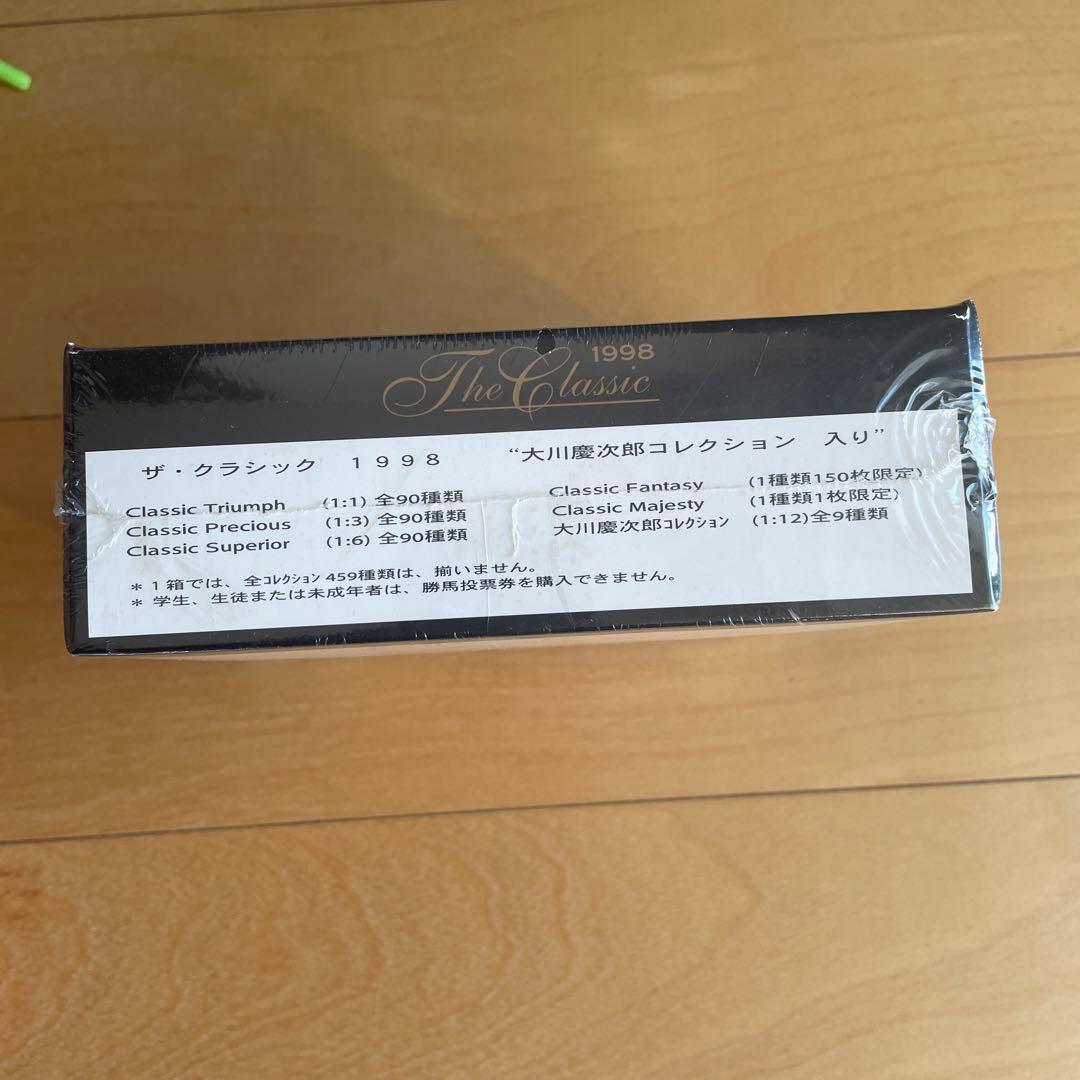 1998
The Classic
ザ・クラシック １９９８ “大川慶次郎コレクション 入り”
Classic Triumph (1:1) 全90種類
Classic Precious (1:3) 全90種類
Classic Superior (1:6) 全90種類
Classic Fantasy (1種類150枚限定)
Classic Majesty (1種類1枚限定)
大川慶次郎ｺﾚｸｼｮﾝ (1:12)全9種類
＊１箱では、全ｺﾚｸｼｮﾝ 459種類は、揃いません。
＊ 学生、生徒または未成年者は、勝馬投票券を購入できません。